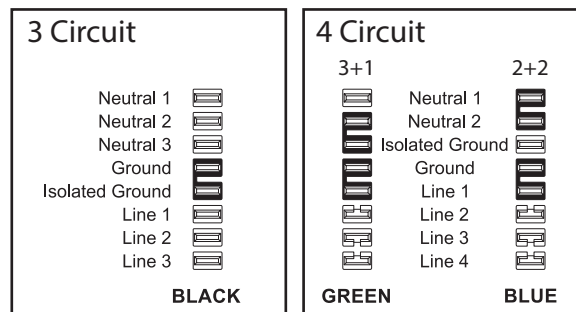 3 Circuit
Neutral 1
Neutral 2
Neutral 3
Ground
Isolated Ground
Line 1
Line 2
Line 3
BLACK
4 Circuit
3+1 2+2
Neutral 1
Neutral 2
Isolated Ground
Ground
Line 1
Line 2
Line 3
Line 4
GREEN BLUE